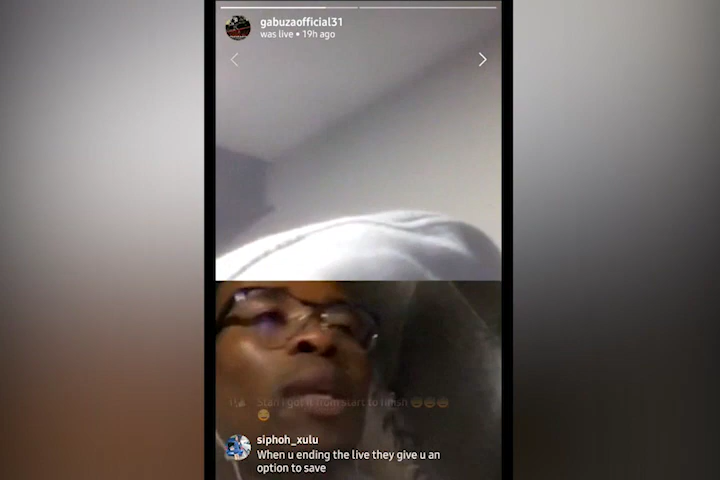 gabuzaofficial31
was live • 19h ago
Stan I got it from start to finish 😂😂😂
😂
siphoh_xulu
When u ending the live they give u an
option to save